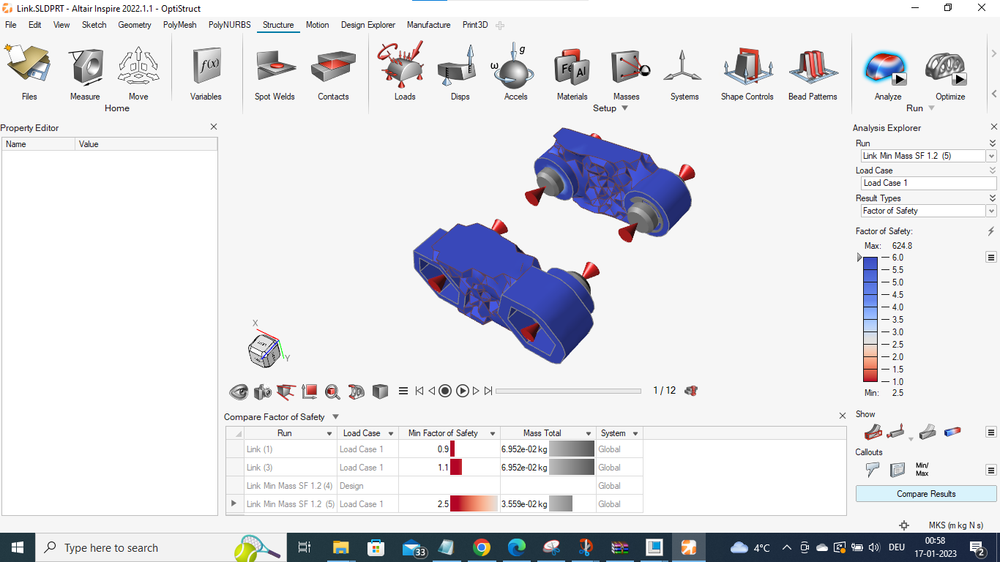 Link.SLDPRT - Altair Inspire 2022.1.1 - OptiStruct
File Edit View Sketch Geometry PolyMesh PolyNURBS Structure Motion Design Explorer Manufacture Print3D
f(x) g ω Fe Al
Files Measure Move Variables Spot Welds Contacts Loads Disps Accels Materials Masses Systems Shape Controls Bead Patterns Analyze Optimize
Home Setup Run
Property Editor
Name Value
X
Y
1 / 12
Compare Factor of Safety
Run Load Case Min Factor of Safety Mass Total System
Link (1) Load Case 1 0.9 6.952e-02 kg Global
Link (3) Load Case 1 1.1 6.952e-02 kg Global
Link Min Mass SF 1.2 (4) Design Global
Link Min Mass SF 1.2 (5) Load Case 1 2.5 3.559e-02 kg Global
Analysis Explorer
Run
Link Min Mass SF 1.2 (5)
Load Case
Load Case 1
Result Types
Factor of Safety
Factor of Safety:
Max: 624.8
6.0
5.5
5.0
4.5
4.0
3.5
3.0
2.5
2.0
1.5
1.0
Min: 2.5
Show
Callouts
Min/
Max
Compare Results
MKS (m kg N s)
Type here to search
33
4°C
DEU
00:58
17-01-2023
2